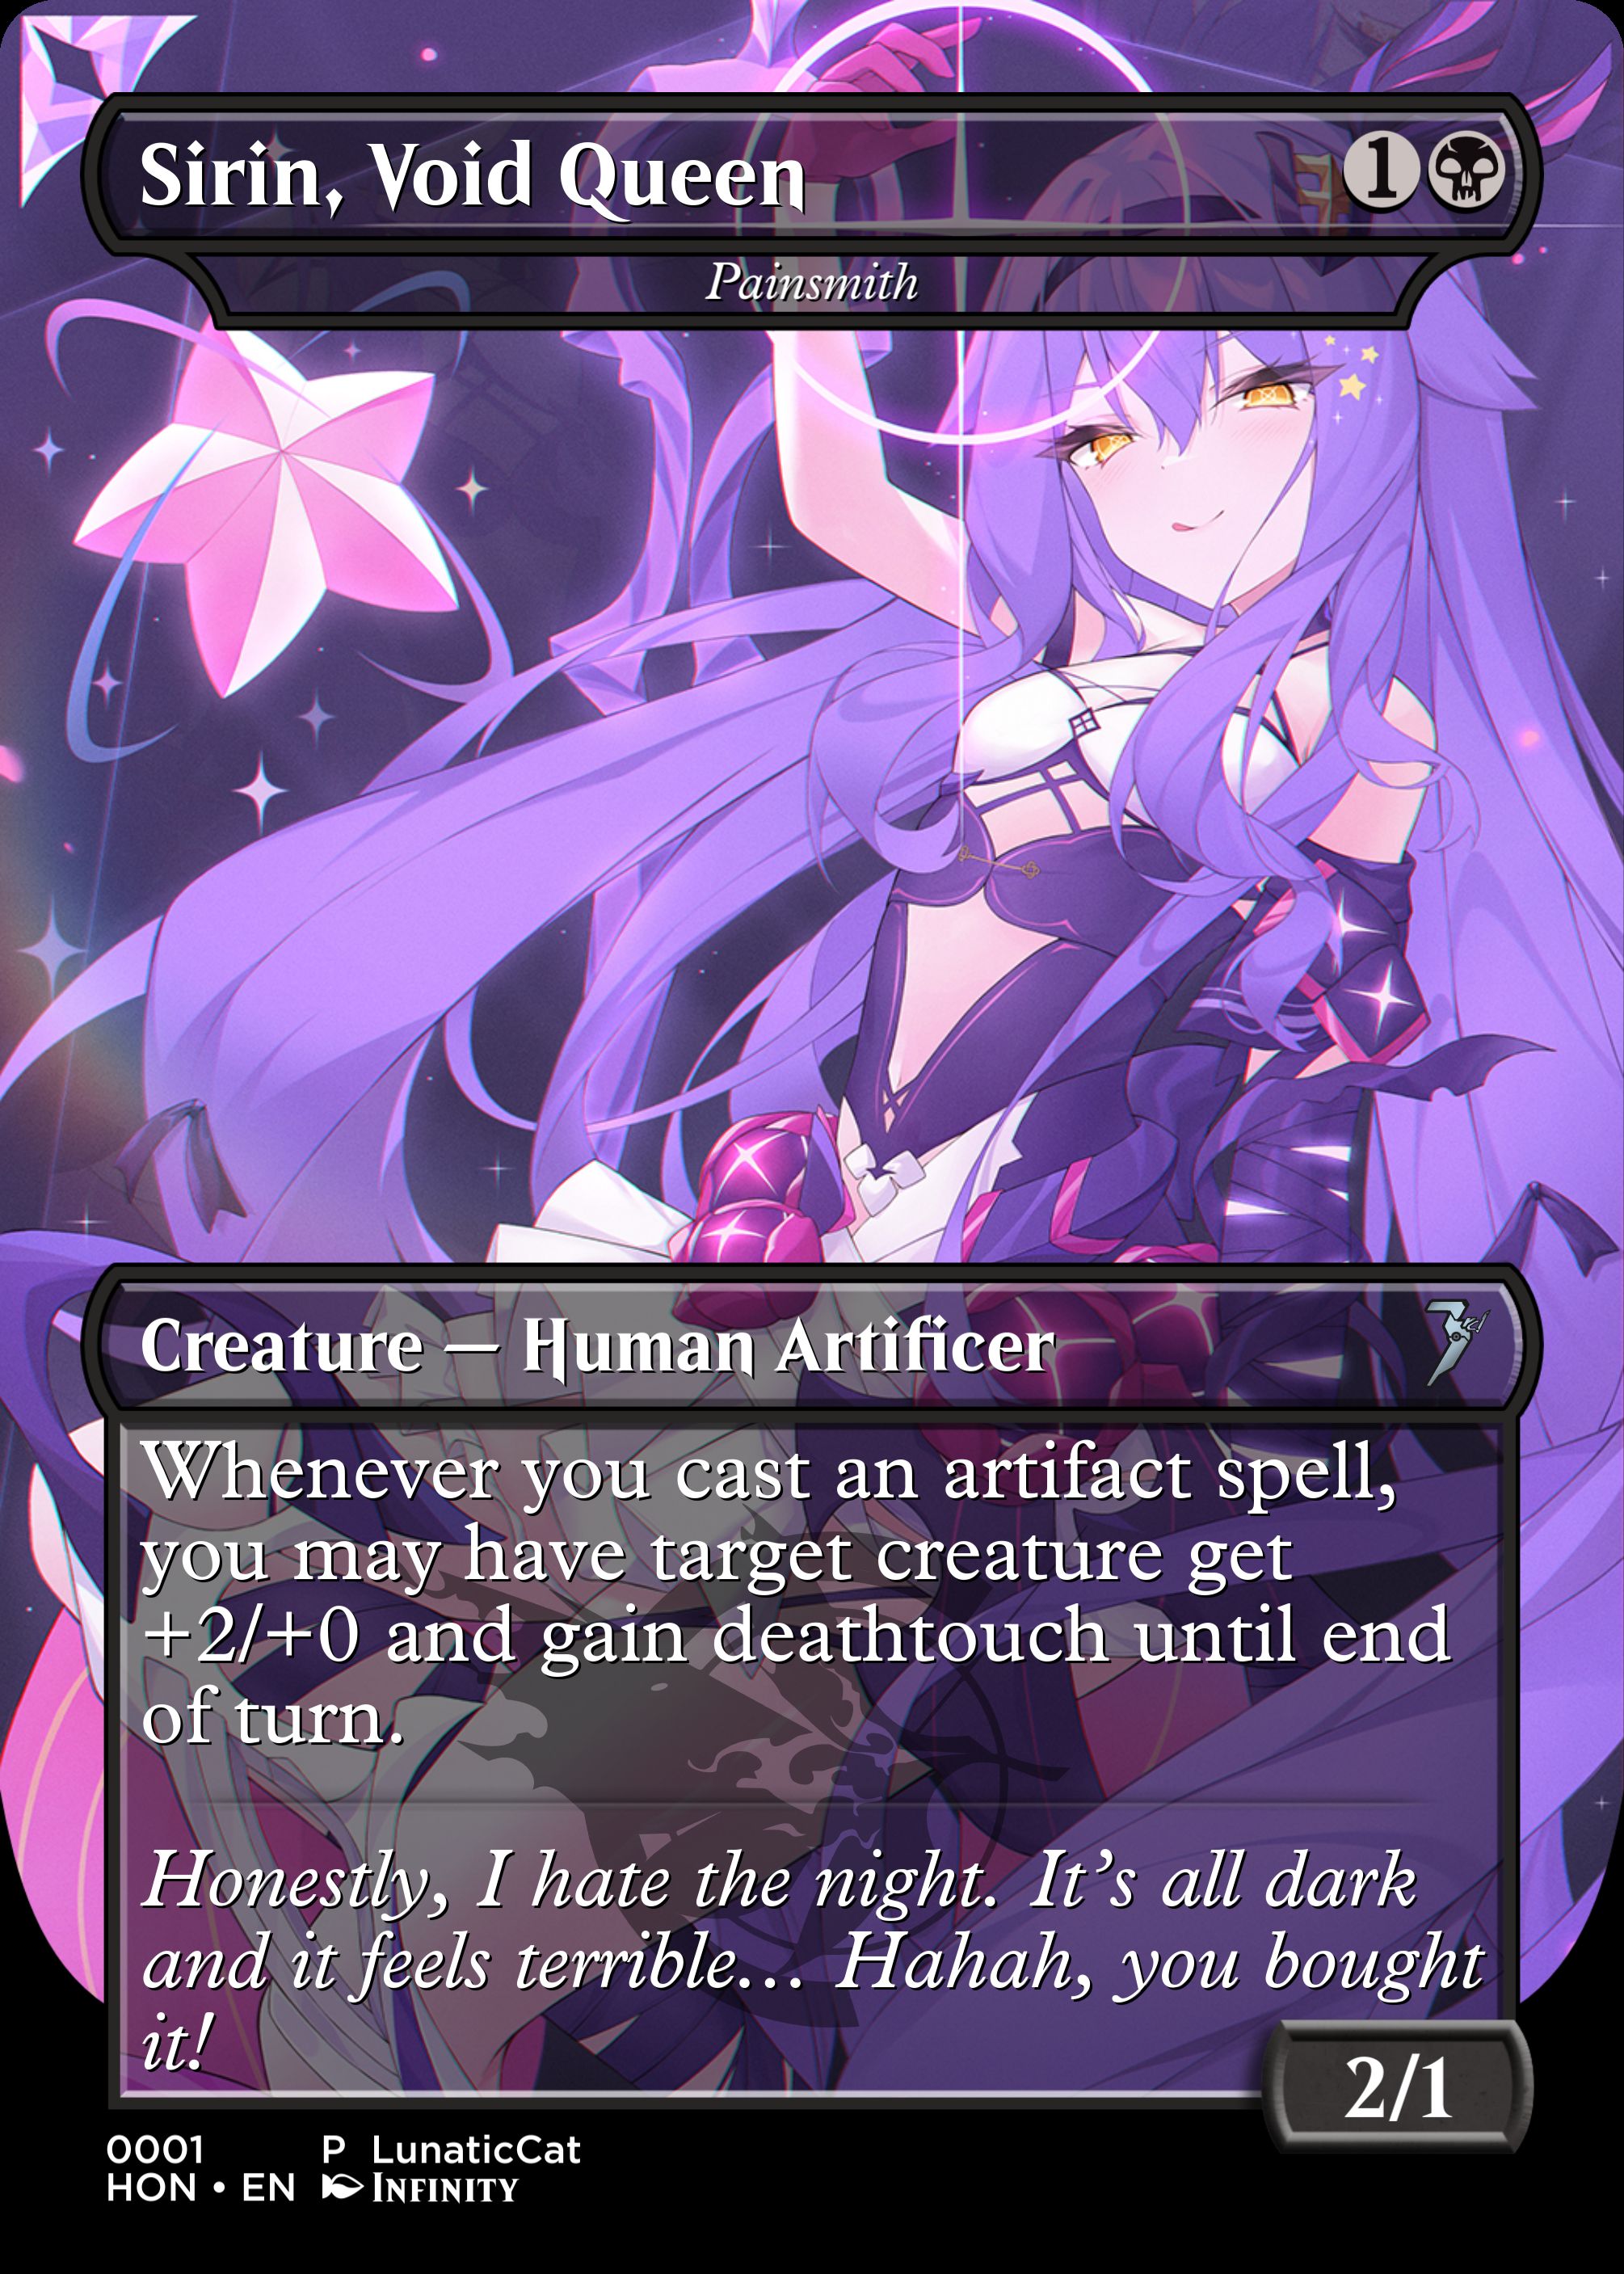 Sirin, Void Queen 1
Painsmith
Creature — Human Artificer
Whenever you cast an artifact spell,
you may have target creature get
+2/+0 and gain deathtouch until end
of turn.
Honestly, I hate the night. It’s all dark
and it feels terrible… Hahah, you bought
it!
2/1
0001 P LunaticCat
HON • EN INFINITY